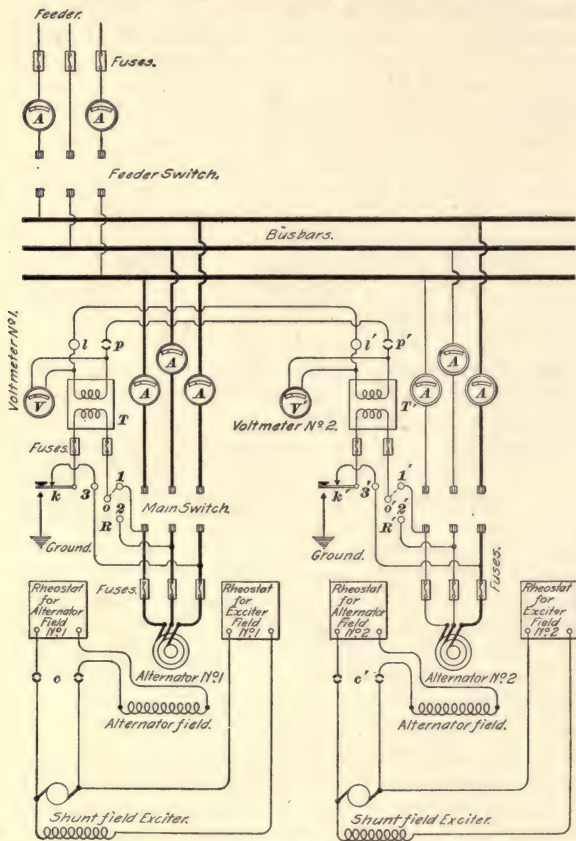 Feeder.
Fuses.
A
A
Feeder Switch.
Busbars.
Voltmeter Nº1.
l
p
l'
p'
A
A
A
A
A
A
V
T
V'
T'
Voltmeter Nº2.
Fuses.
k
3
1
o
2
R
Main Switch.
k'
3'
1'
o'
2'
R'
Ground.
Ground.
Fuses.
Fuses.
Rheostat
for
Alternator
Field
Nº1
Rheostat
for
Exciter
Field
Nº1
Rheostat
for
Alternator
Field
Nº2
Rheostat
for
Exciter
Field
Nº2
c
Alternator Nº1
c'
Alternator Nº2
Alternator field.
Alternator field.
Shunt field Exciter.
Shunt field Exciter.